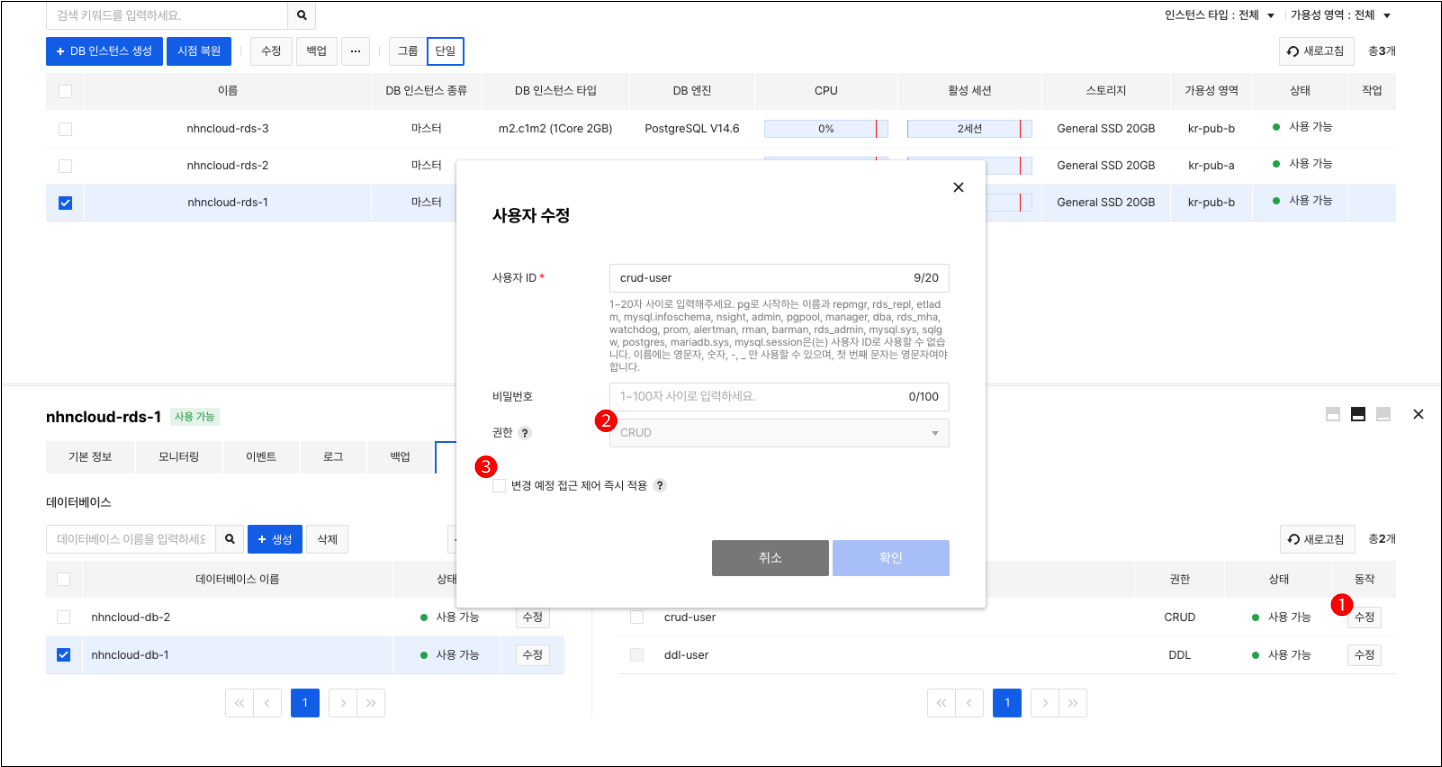 검색 키워드를 입력하세요.
인스턴스 타입 : 전체 가용성 영역 : 전체
+ DB 인스턴스 생성 시점 복원 수정 백업 ··· 그룹 단일 새로고침 총3개
이름 DB 인스턴스 종류 DB 인스턴스 타입 DB 엔진 CPU 활성 세션 스토리지 가용성 영역 상태 작업
nhncloud-rds-3 마스터 m2.c1m2 (1Core 2GB) PostgreSQL V14.6 0% 2세션 General SSD 20GB kr-pub-b 사용 가능
nhncloud-rds-2 마스터 General SSD 20GB kr-pub-a 사용 가능
nhncloud-rds-1 마스터 General SSD 20GB kr-pub-b 사용 가능
사용자 수정
사용자 ID * crud-user 9/20
1~20자 사이로 입력해주세요. pg로 시작하는 이름과 repmgr, rds_repl, etlad
m, mysql.infoschema, nsight, admin, pgpool, manager, dba, rds_mha,
watchdog, prom, alertman, rman, barman, rds_admin, mysql.sys, sqlg
w, postgres, mariadb.sys, mysql.session은(는) 사용자 ID로 사용할 수 없습
니다. 이름에는 영문자, 숫자, -, _ 만 사용할 수 있으며, 첫 번째 문자는 영문자여야
합니다.
비밀번호 1~100자 사이로 입력하세요. 0/100
2
권한 ? CRUD
3
변경 예정 접근 제어 즉시 적용 ?
취소 확인
nhncloud-rds-1 사용 가능
기본 정보 모니터링 이벤트 로그 백업
데이터베이스
데이터베이스 이름을 입력하세요 + 생성 삭제
새로고침 총2개
데이터베이스 이름 상태
권한 상태 동작
1
nhncloud-db-2 사용 가능 수정
crud-user CRUD 사용 가능 수정
nhncloud-db-1 사용 가능 수정
ddl-user DDL 사용 가능 수정
1
1